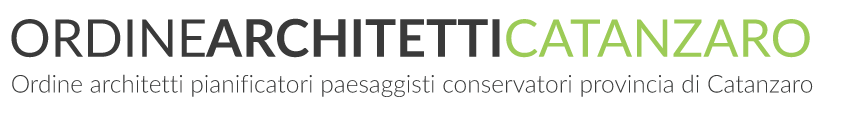 ORDINEARCHITETTICATANZARO
Ordine architetti pianificatori paesaggisti conservatori provincia di Catanzaro